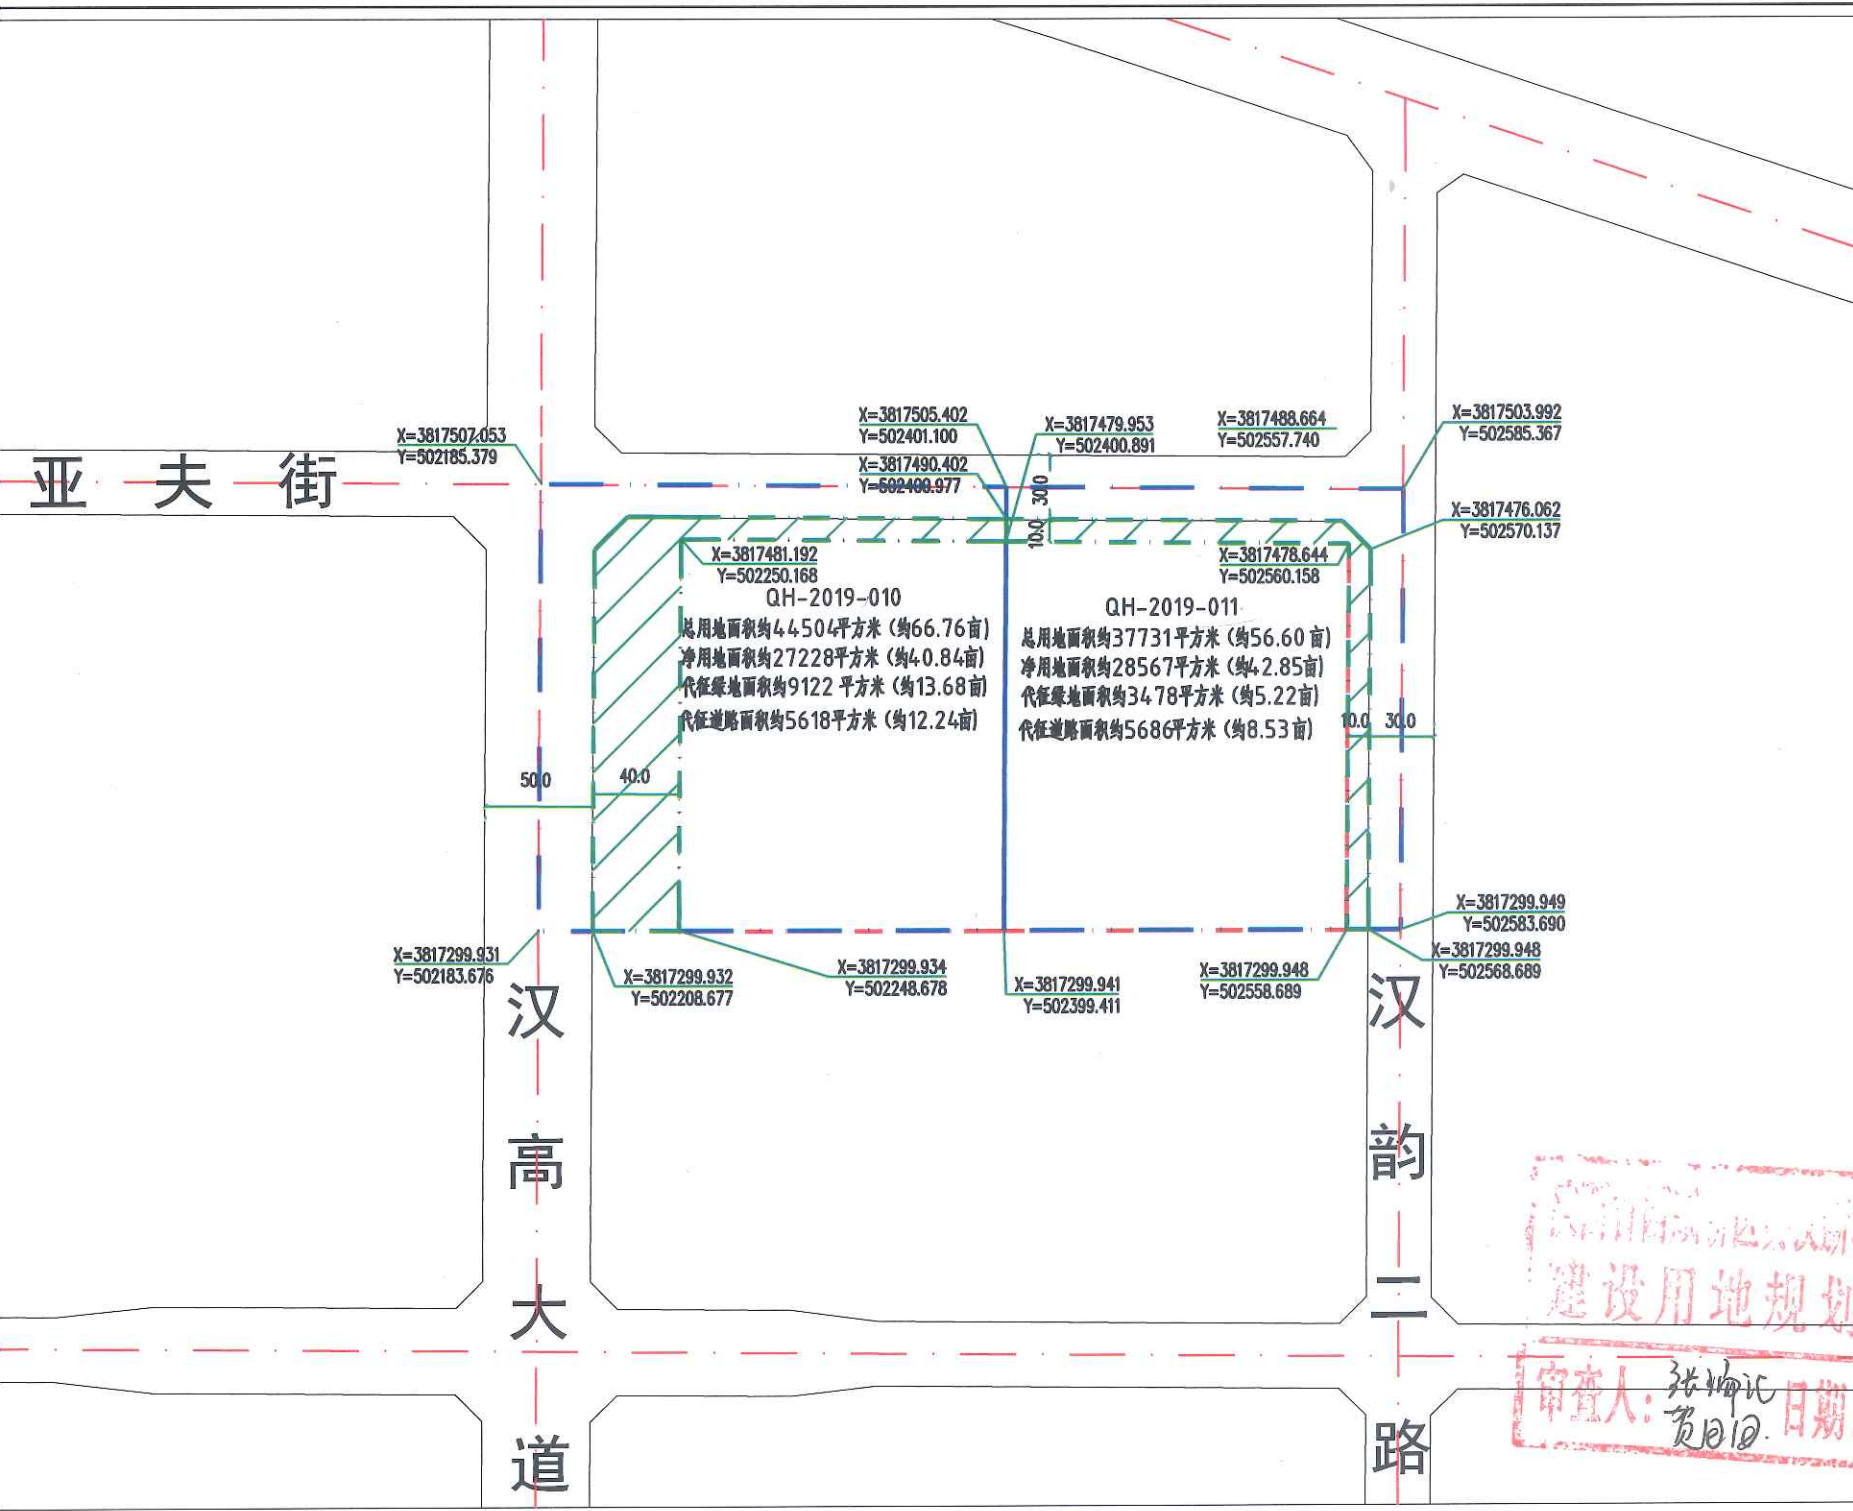 X=3817505.402
Y=502401.100
X=3817479.953
Y=502400.891
X=3817488.664
Y=502557.740
X=3817503.992
Y=502585.367
X=3817507.053
Y=502185.379
X=3817490.402
Y=502400.977
亚夫街
30.0
10.0
X=3817476.062
Y=502570.137
X=3817481.192
Y=502250.168
X=3817478.644
Y=502560.158
QH-2019-010
总用地面积约44504平方米（约66.76亩）
净用地面积约27228平方米（约40.84亩）
代征绿地面积约9122 平方米（约13.68亩）
代征道路面积约5618平方米（约12.24亩）
QH-2019-011
总用地面积约37731平方米（约56.60亩）
净用地面积约28567平方米（约42.85亩）
代征绿地面积约3478平方米（约5.22亩）
代征道路面积约5686平方米（约8.53亩）
10.0 30.0
50.0
40.0
X=3817299.949
Y=502583.690
X=3817299.931
Y=502183.676
X=3817299.932
Y=502208.677
X=3817299.934
Y=502248.678
X=3817299.941
Y=502399.411
X=3817299.948
Y=502558.689
X=3817299.948
Y=502568.689
汉高大道
汉韵二路
建设用地规划
审查人：
日期